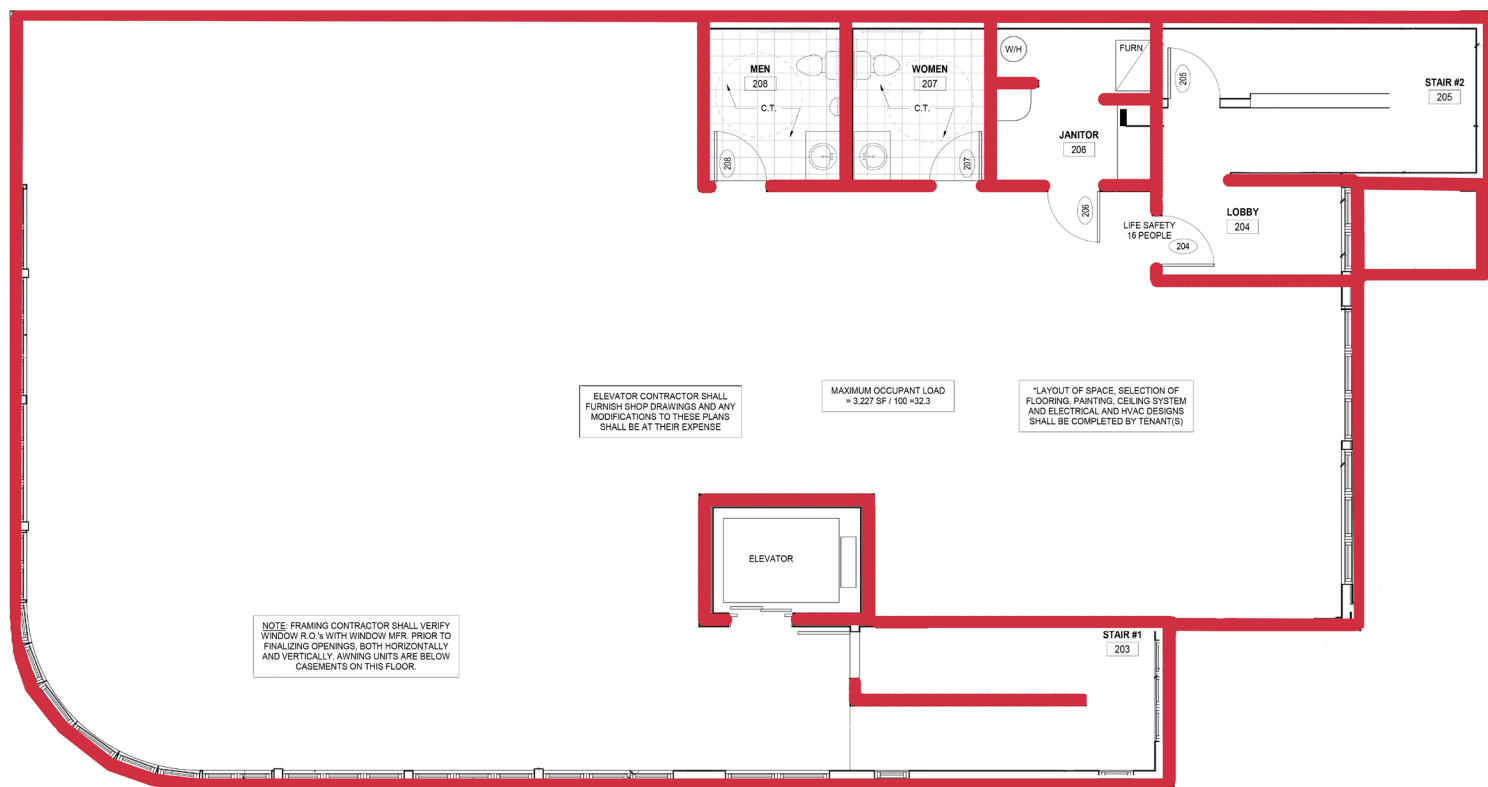 MEN
208
C.T.
208
WOMEN
207
C.T.
207
W/H
FURN
JANITOR
206
206
205
STAIR #2
205
LOBBY
204
LIFE SAFETY
16 PEOPLE
204
ELEVATOR CONTRACTOR SHALL
FURNISH SHOP DRAWINGS AND ANY
MODIFICATIONS TO THESE PLANS
SHALL BE AT THEIR EXPENSE
MAXIMUM OCCUPANT LOAD
= 3,227 SF / 100 =32.3
*LAYOUT OF SPACE, SELECTION OF
FLOORING, PAINTING, CEILING SYSTEM
AND ELECTRICAL AND HVAC DESIGNS
SHALL BE COMPLETED BY TENANT(S)
ELEVATOR
NOTE: FRAMING CONTRACTOR SHALL VERIFY
WINDOW R.O.'s WITH WINDOW MFR. PRIOR TO
FINALIZING OPENINGS, BOTH HORIZONTALLY
AND VERTICALLY. AWNING UNITS ARE BELOW
CASEMENTS ON THIS FLOOR.
STAIR #1
203